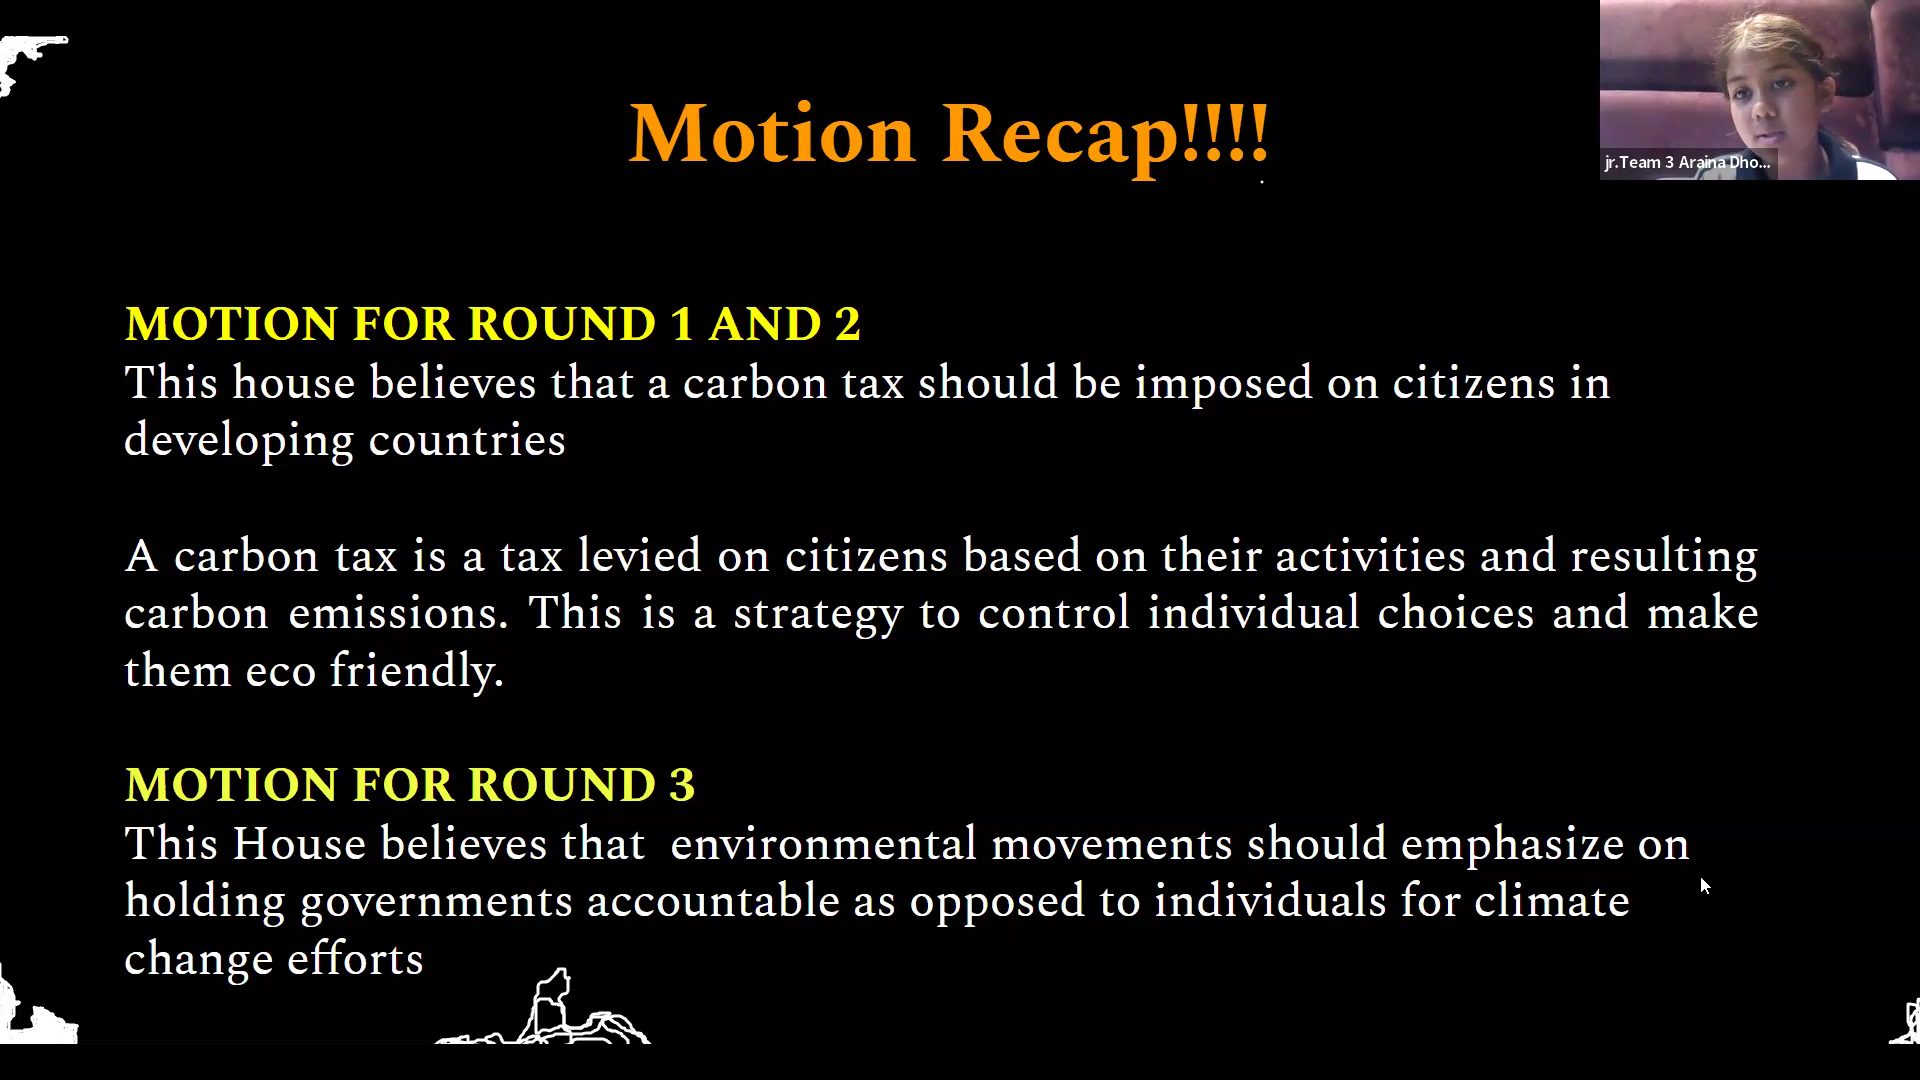 Motion Recap!!!!
jr.Team 3 Araina Dho...
MOTION FOR ROUND 1 AND 2
This house believes that a carbon tax should be imposed on citizens in
developing countries
A carbon tax is a tax levied on citizens based on their activities and resulting
carbon emissions. This is a strategy to control individual choices and make
them eco friendly.
MOTION FOR ROUND 3
This House believes that  environmental movements should emphasize on
holding governments accountable as opposed to individuals for climate
change efforts